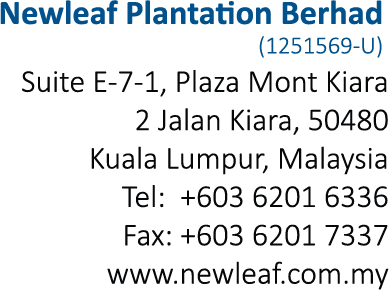 Newleaf Plantation Berhad
(1251569-U)
Suite E-7-1, Plaza Mont Kiara
2 Jalan Kiara, 50480
Kuala Lumpur, Malaysia
Tel:  +603 6201 6336
Fax: +603 6201 7337
www.newleaf.com.my